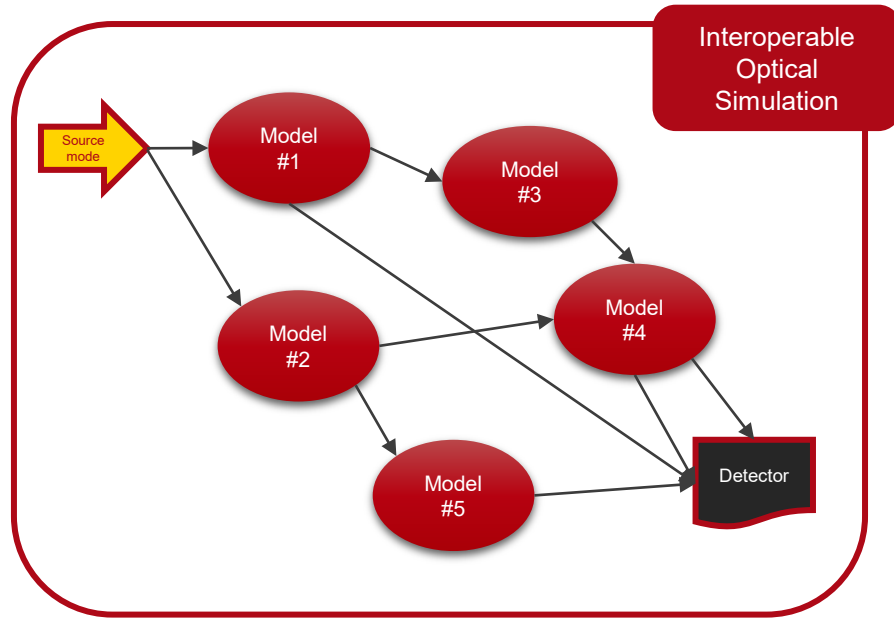 Interoperable
Optical
Simulation
Source
mode
Model
#1
Model
#3
Model
#2
Model
#4
Model
#5
Detector